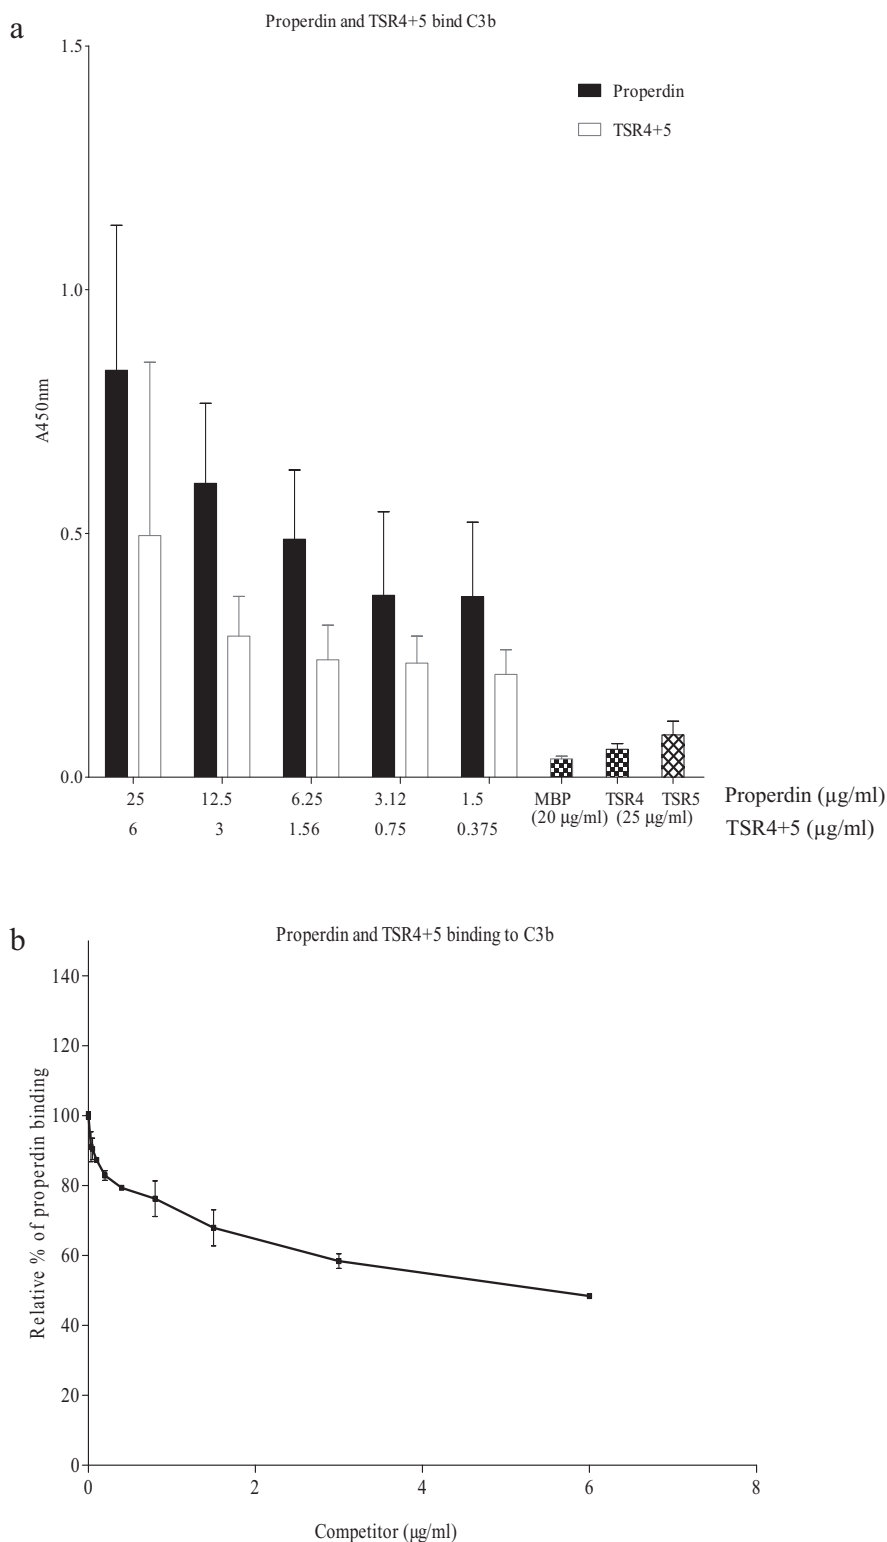 a
Properdin and TSR4+5 bind C3b
1.5
Properdin
TSR4+5
1.0
A450nm
0.5
0.0
25 12.5 6.25 3.12 1.5 MBP TSR4 TSR5 Properdin (µg/ml)
(20 µg/ml) (25 µg/ml)
6 3 1.56 0.75 0.375 TSR4+5 (µg/ml)
b
Properdin and TSR4+5 binding to C3b
140
120
100
80
60
40
20
0
Relative % of properdin binding
0 2 4 6 8
Competitor (µg/ml)